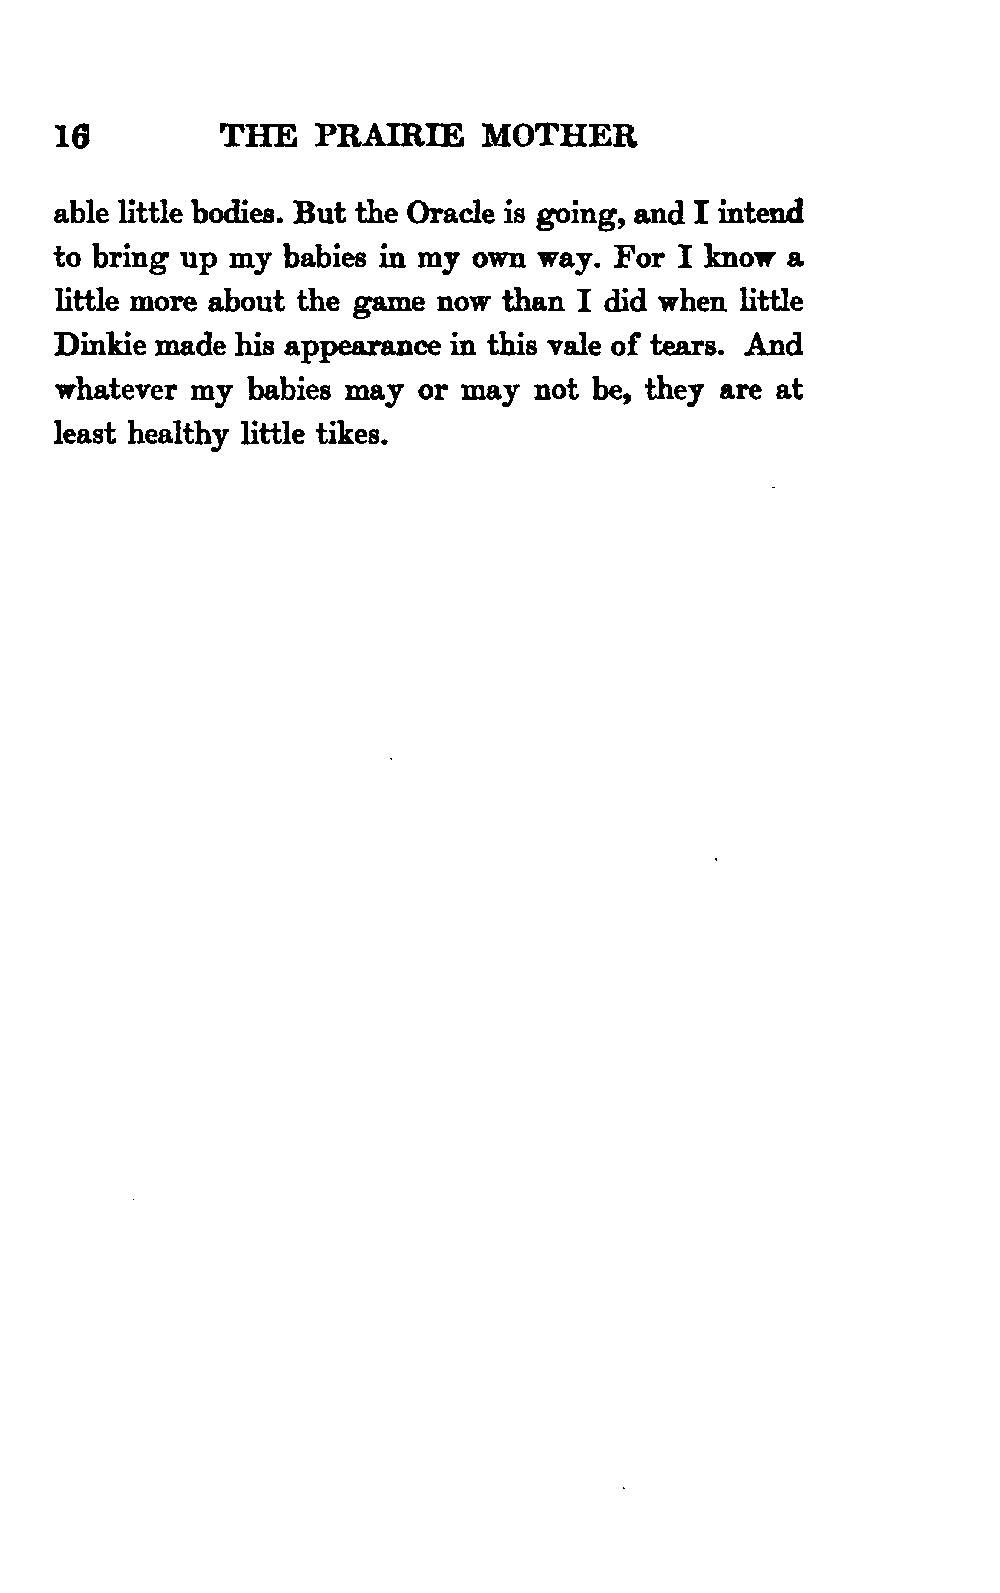 16 THE PRAIRIE MOTHER
able little bodies. But the Oracle is going, and I intend
to bring up my babies in my own way. For I know a
little more about the game now than I did when little
Dinkie made his appearance in this vale of tears. And
whatever my babies may or may not be, they are at
least healthy little tikes.